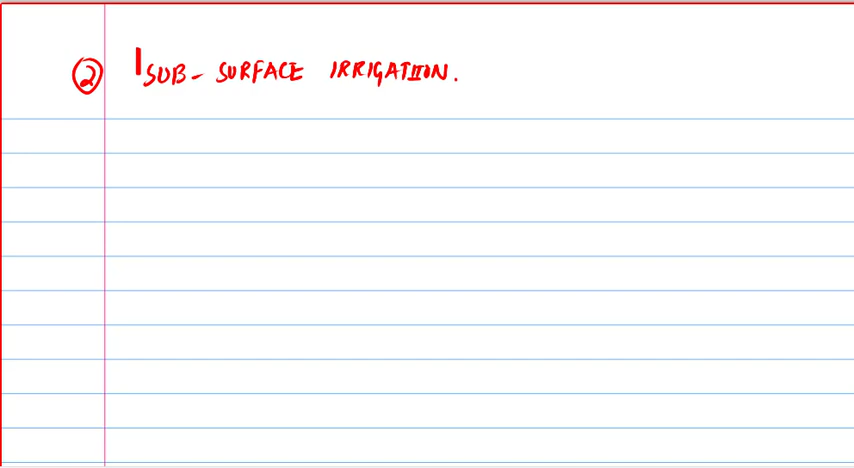 ② SUB - SURFACE IRRIGATION.